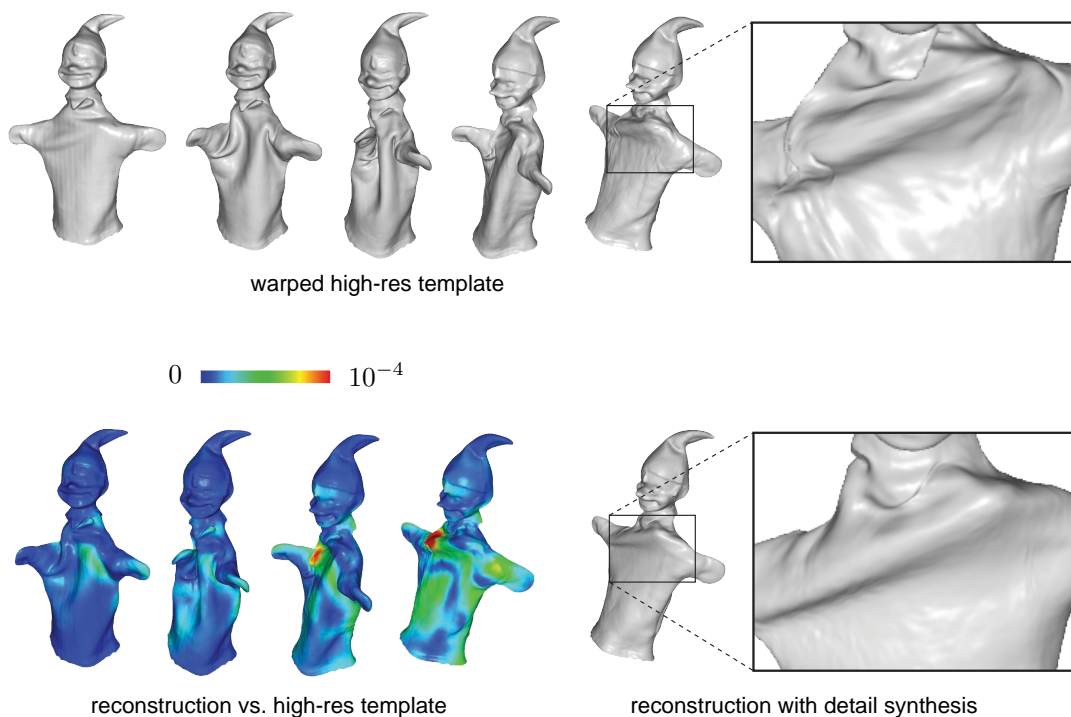 warped high-res template
0 10⁻⁴
reconstruction vs. high-res template
reconstruction with detail synthesis